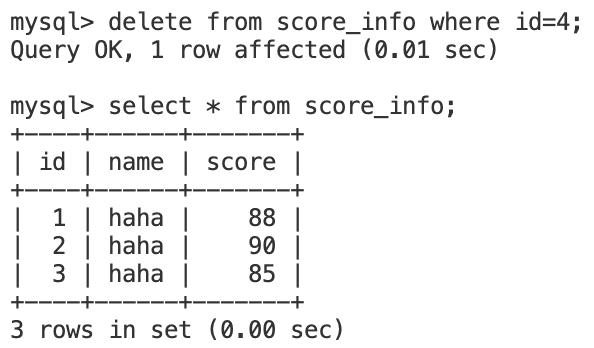 mysql> delete from score_info where id=4;
Query OK, 1 row affected (0.01 sec)
mysql> select * from score_info;
+----+------+-------+
| id | name | score |
+----+------+-------+
|  1 | haha |    88 |
|  2 | haha |    90 |
|  3 | haha |    85 |
+----+------+-------+
3 rows in set (0.00 sec)